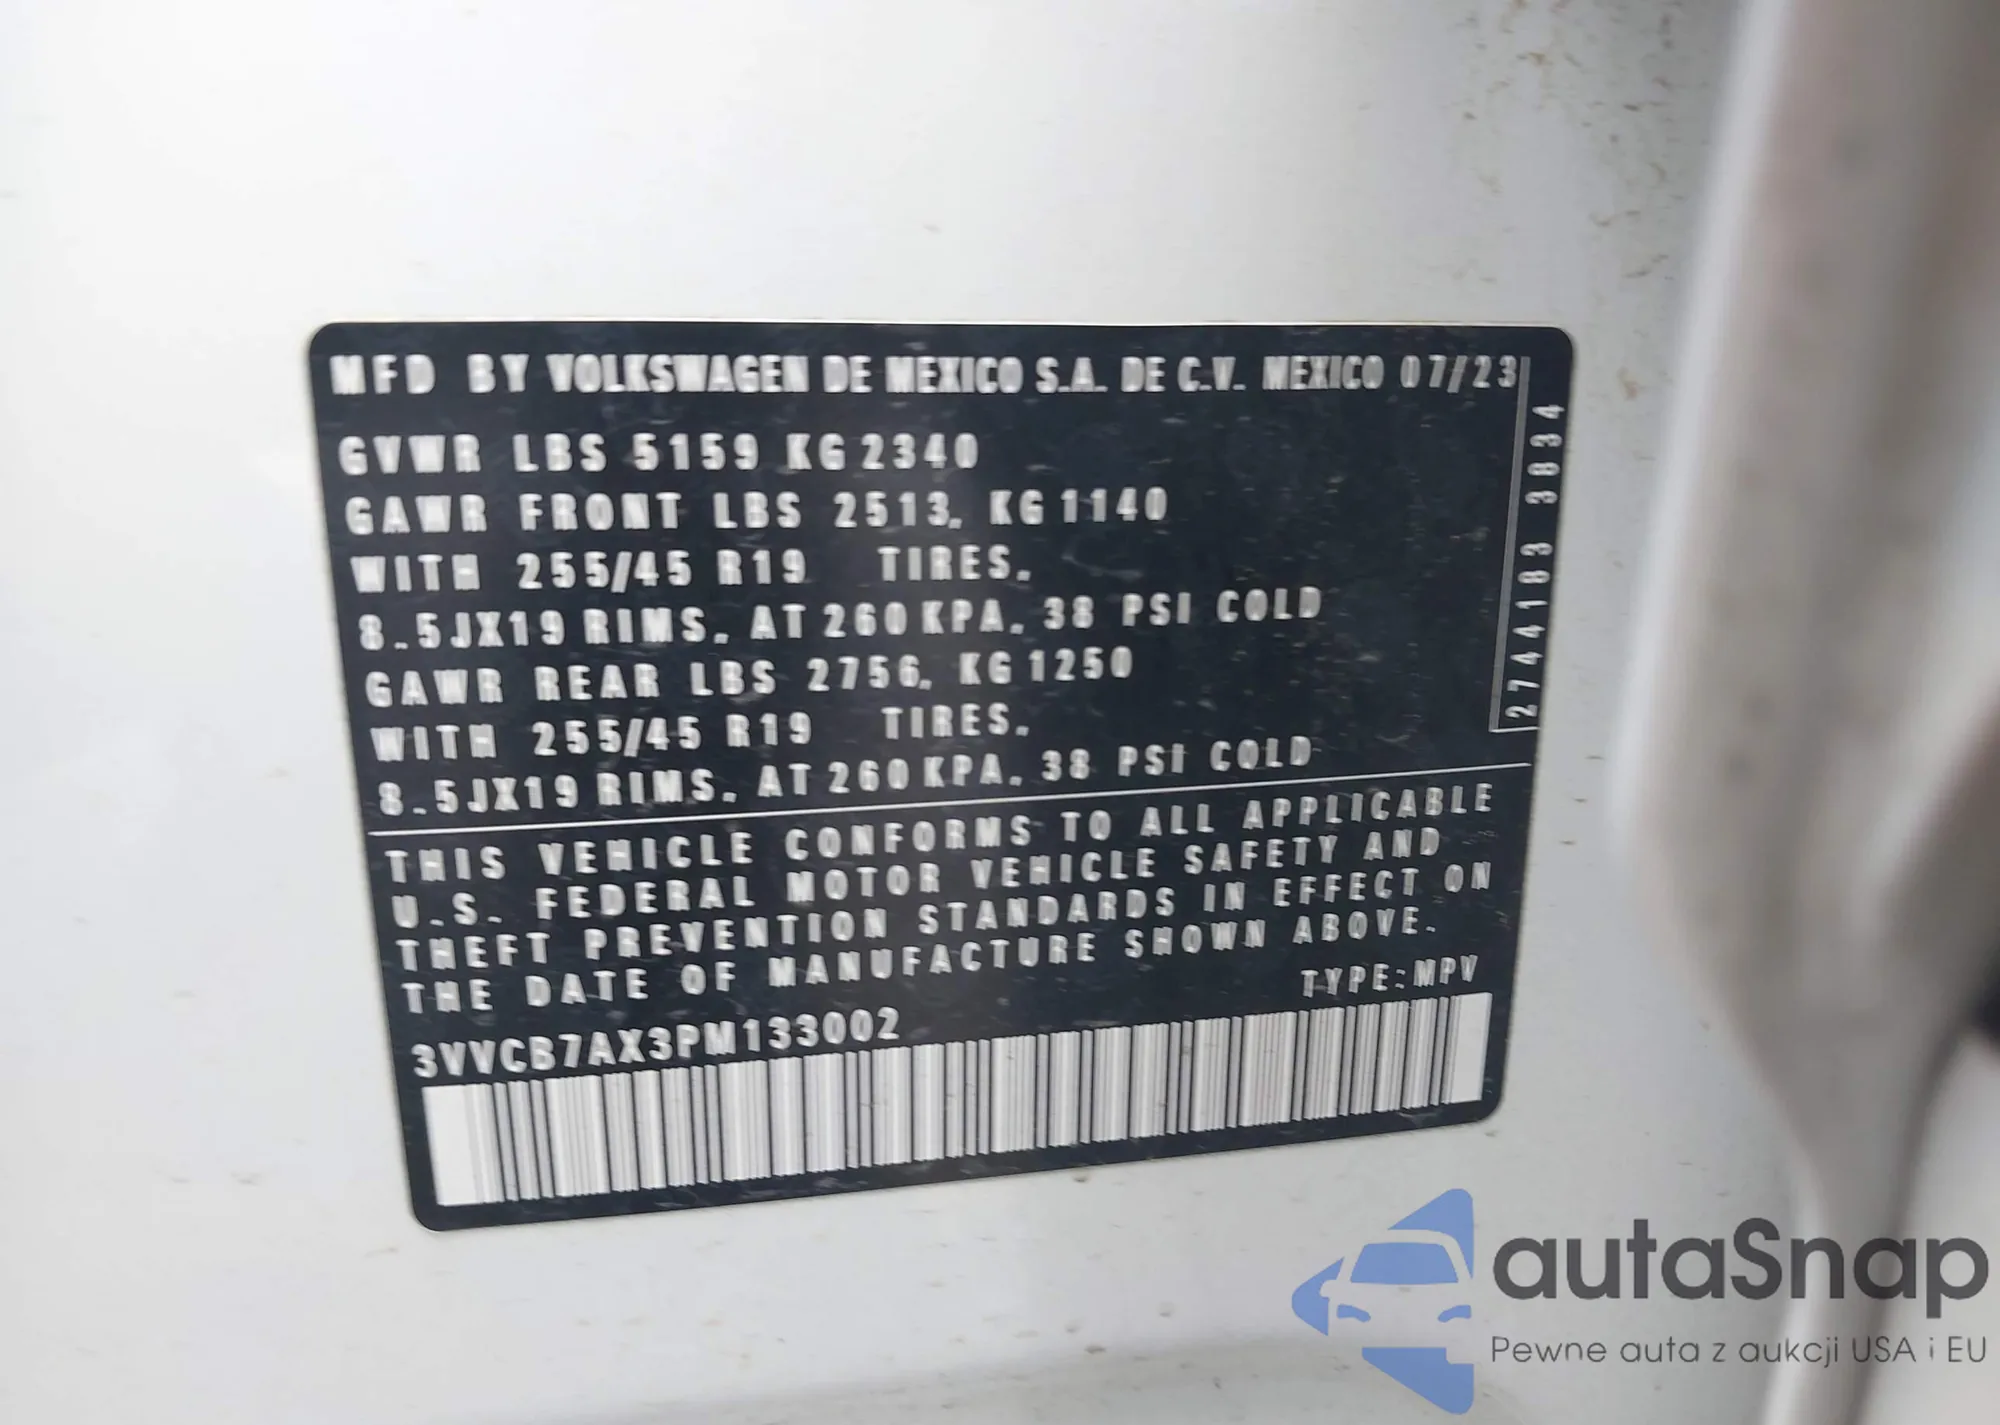 MFD BY VOLKSWAGEN DE MEXICO S.A. DE C.V. MEXICO 07/23
GVWR LBS 5159 KG 2340
GAWR FRONT LBS 2513, KG 1140
WITH 255/45 R19 TIRES,
8.5JX19 RIMS, AT 260 KPA, 38 PSI COLD
GAWR REAR LBS 2756, KG 1250
WITH 255/45 R19 TIRES,
8.5JX19 RIMS, AT 260 KPA, 38 PSI COLD
2744183 3834
THIS VEHICLE CONFORMS TO ALL APPLICABLE
U.S. FEDERAL MOTOR VEHICLE SAFETY AND
THEFT PREVENTION STANDARDS IN EFFECT ON
THE DATE OF MANUFACTURE SHOWN ABOVE.
TYPE: MPV
3VVCB7AX3PM133002
autaSnap
Pewne auta z aukcji USA i EU